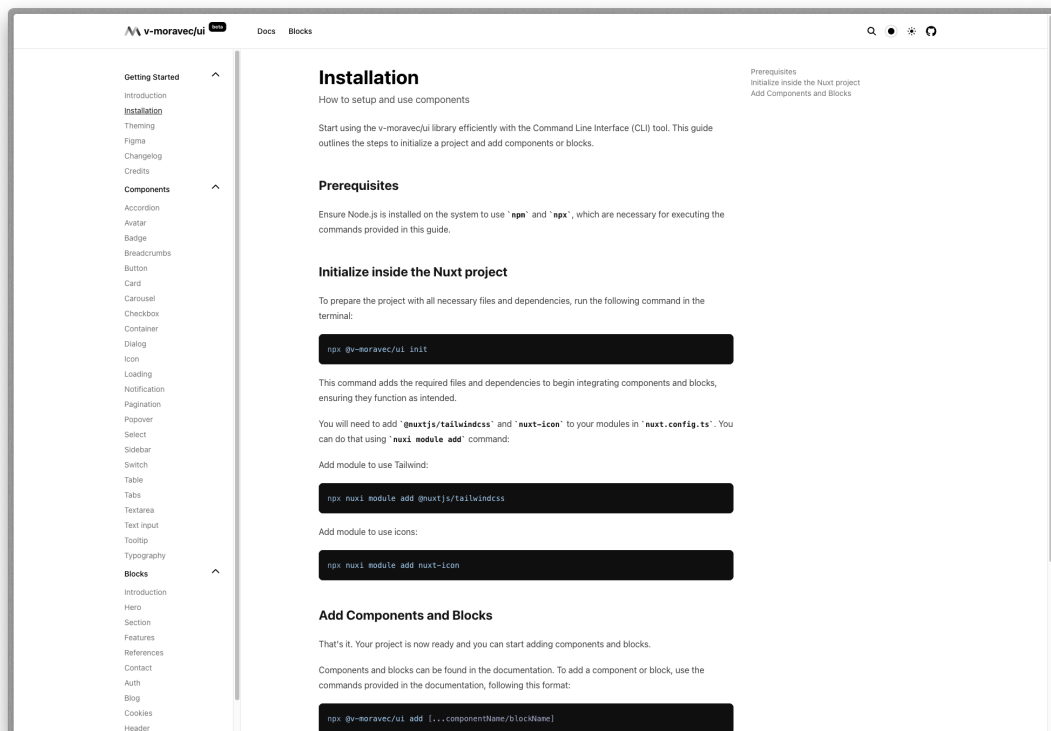 v-moravec/ui beta
Docs Blocks
Getting Started
Introduction
Installation
Theming
Figma
Changelog
Credits
Components
Accordion
Avatar
Badge
Breadcrumbs
Button
Card
Carousel
Checkbox
Container
Dialog
Icon
Loading
Notification
Pagination
Popover
Select
Sidebar
Switch
Table
Tabs
Textarea
Text input
Tooltip
Typography
Blocks
Introduction
Hero
Section
Features
References
Contact
Auth
Blog
Cookies
Header
Installation
How to setup and use components
Start using the v-moravec/ui library efficiently with the Command Line Interface (CLI) tool. This guide
outlines the steps to initialize a project and add components or blocks.
Prerequisites
Ensure Node.js is installed on the system to use `npm` and `npx`, which are necessary for executing the
commands provided in this guide.
Initialize inside the Nuxt project
To prepare the project with all necessary files and dependencies, run the following command in the
terminal:
npx @v-moravec/ui init
This command adds the required files and dependencies to begin integrating components and blocks,
ensuring they function as intended.
You will need to add `@nuxtjs/tailwindcss` and `nuxt-icon` to your modules in `nuxt.config.ts`. You
can do that using `nuxi module add` command:
Add module to use Tailwind:
npx nuxi module add @nuxtjs/tailwindcss
Add module to use icons:
npx nuxi module add nuxt-icon
Add Components and Blocks
That's it. Your project is now ready and you can start adding components and blocks.
Components and blocks can be found in the documentation. To add a component or block, use the
commands provided in the documentation, following this format:
npx @v-moravec/ui add [...componentName/blockName]
Prerequisites
Initialize inside the Nuxt project
Add Components and Blocks